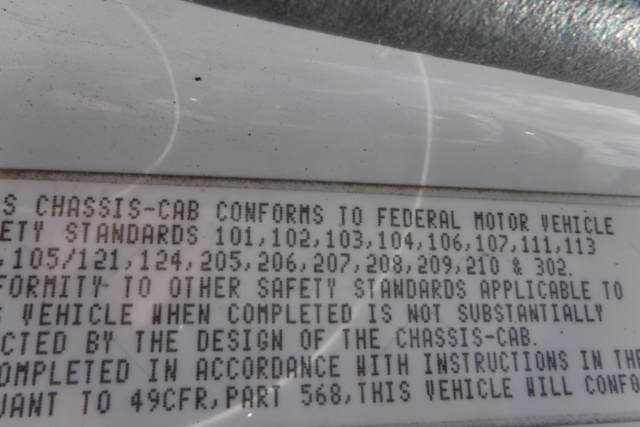 S CHASSIS-CAB CONFORMS TO FEDERAL MOTOR VEHICLE
ETY STANDARDS 101,102,103,104,106,107,111,113
,105/121,124,205,206,207,208,209,210 & 302.
FORMITY TO OTHER SAFETY STANDARDS APPLICABLE TO
S VEHICLE WHEN COMPLETED IS NOT SUBSTANTIALLY
CTED BY THE DESIGN OF THE CHASSIS-CAB.
OMPLETED IN ACCORDANCE WITH INSTRUCTIONS IN THE
UANT TO 49CFR,PART 568,THIS VEHICLE WILL CONFO